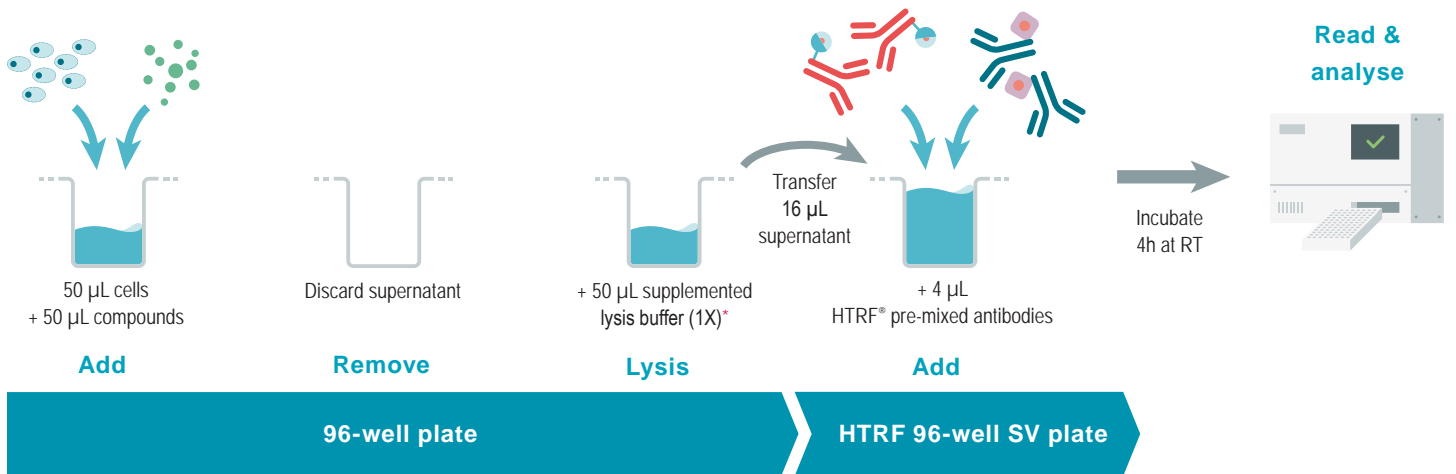 50 µL cells
+ 50 µL compounds
Add
Discard supernatant
Remove
+ 50 µL supplemented
lysis buffer (1X)*
Lysis
Transfer
16 µL
supernatant
+ 4 µL
HTRF® pre-mixed antibodies
Add
Incubate
4h at RT
Read &
analyse
96-well plate
HTRF 96-well SV plate